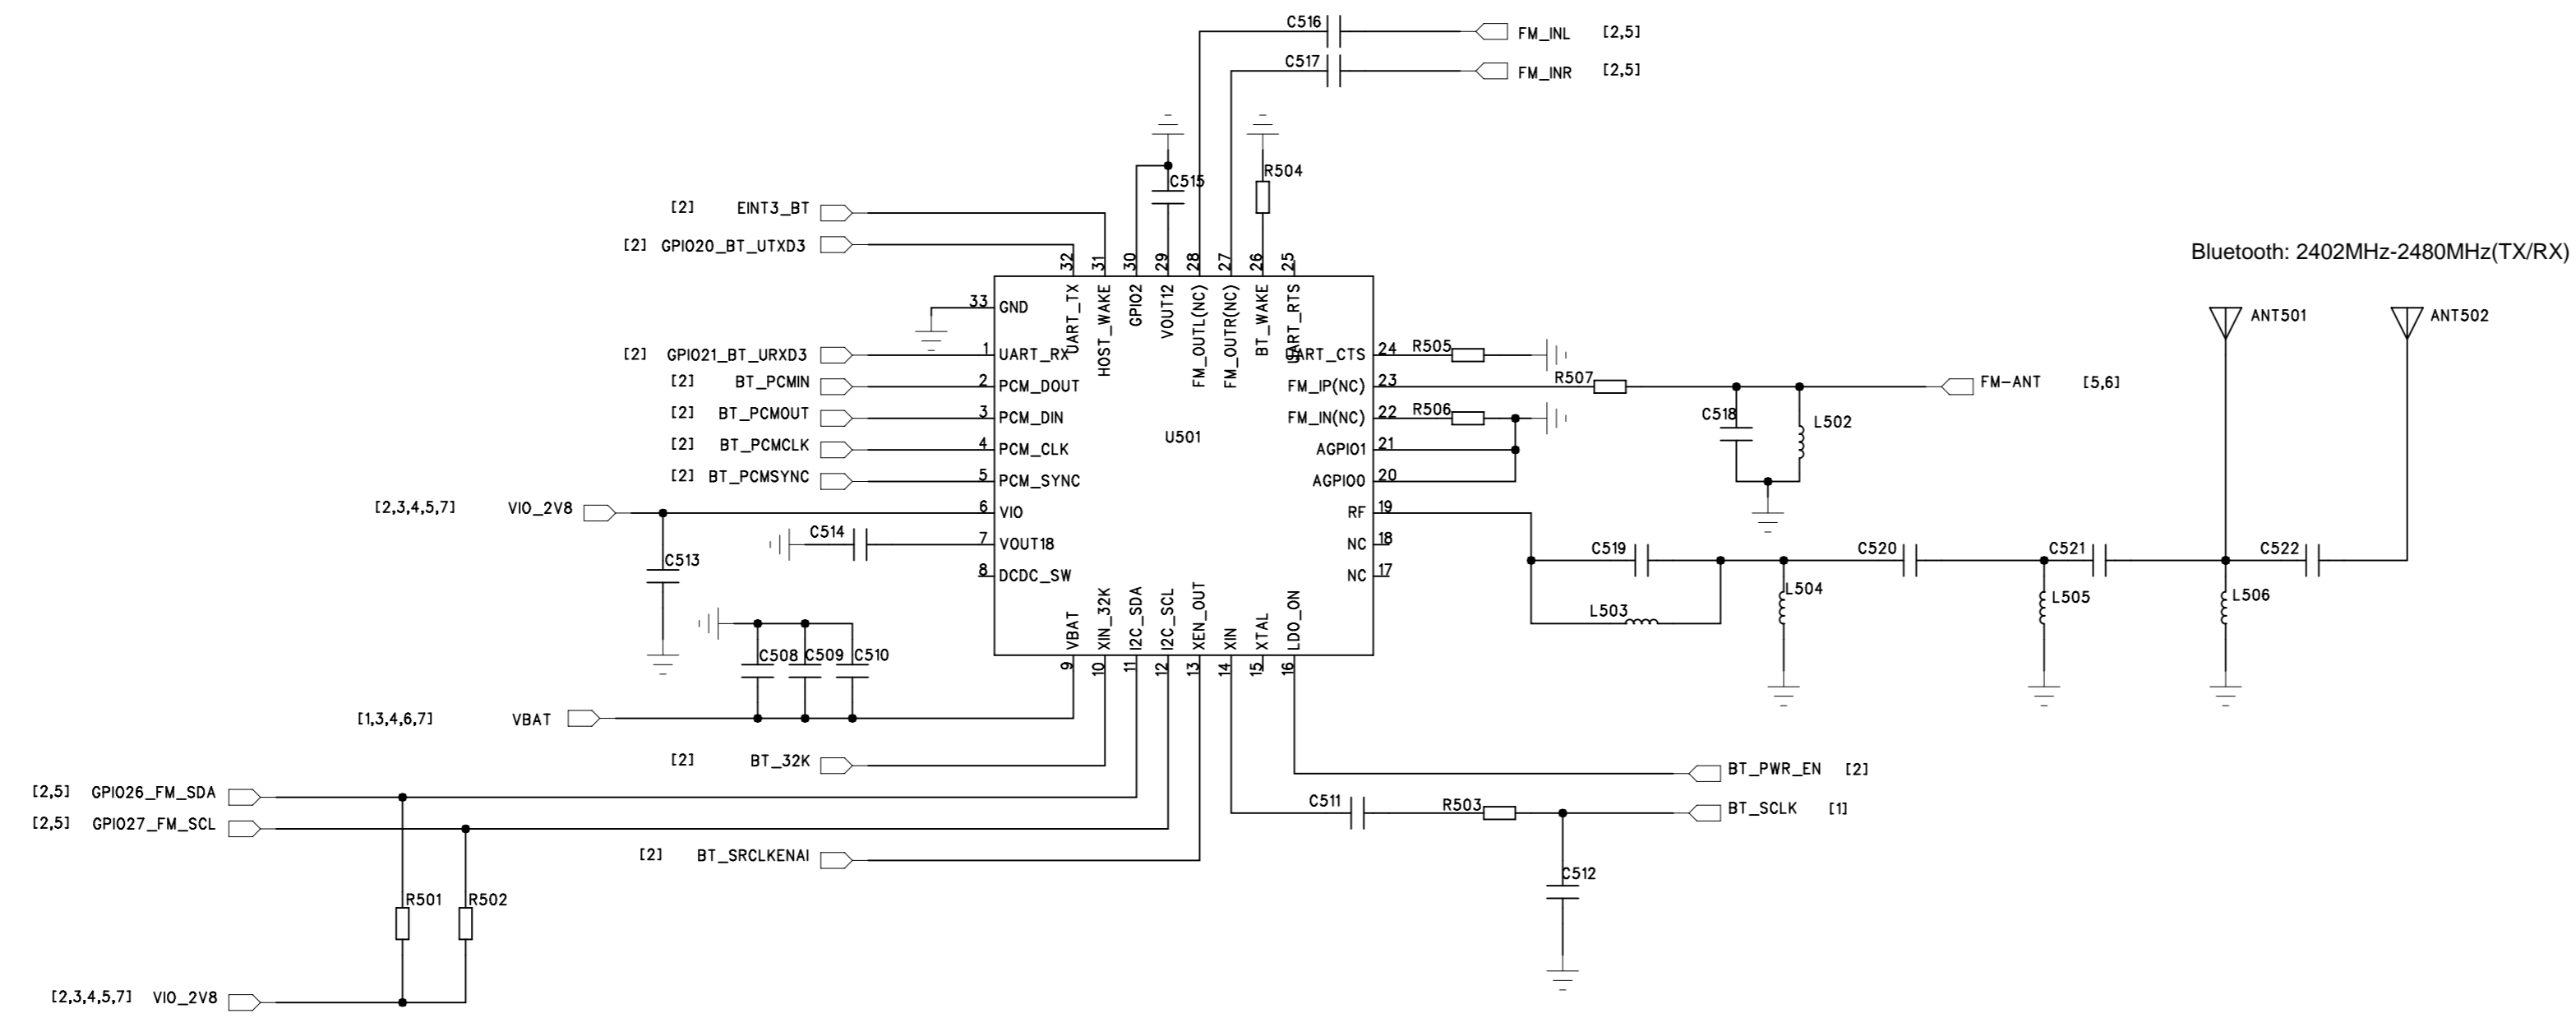 C516 FM_INL [2,5]
C517 FM_INR [2,5]
R504
C515
[2] EINT3_BT
[2] GPIO20_BT_UTXD3
Bluetooth: 2402MHz-2480MHz(TX/RX)
32 31 30 29 28 27 26 25
UART_TX HOST_WAKE GPIO2 VOUT12 FM_OUTL(NC) FM_OUTR(NC) BT_WAKE UART_RTS
33 GND
ANT501 ANT502
[2] GPIO21_BT_URXD3 1 UART_RX UART_CTS 24 R505
[2] BT_PCMIN 2 PCM_DOUT FM_IP(NC) 23 R507 FM-ANT [5,6]
[2] BT_PCMOUT 3 PCM_DIN FM_IN(NC) 22 R506 C518 L502
U501
[2] BT_PCMCLK 4 PCM_CLK AGPIO1 21
[2] BT_PCMSYNC 5 PCM_SYNC AGPIO0 20
[2,3,4,5,7] VIO_2V8 6 VIO RF 19
C514 7 VOUT18 NC 18
C519 C520 C521 C522
C513 8 DCDC_SW NC 17
L503 L504 L505 L506
VBAT XIN_32K I2C_SDA I2C_SCL XEN_OUT XIN XTAL LDO_ON
C508 C509 C510
9 10 11 12 13 14 15 16
[1,3,4,6,7] VBAT
[2] BT_32K
BT_PWR_EN [2]
[2,5] GPIO26_FM_SDA
C511 R503 BT_SCLK [1]
[2,5] GPIO27_FM_SCL
[2] BT_SRCLKENAI
C512
R501 R502
[2,3,4,5,7] VIO_2V8